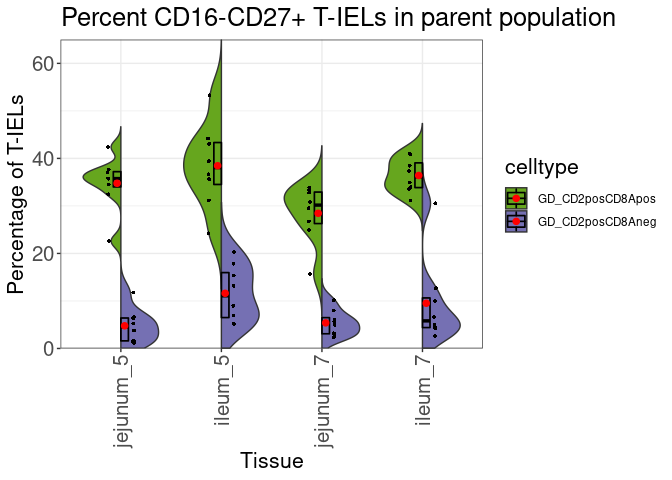 Percent CD16-CD27+ T-IELs in parent population
Percentage of T-IELs
60
40
20
0
jejunum_5
ileum_5
jejunum_7
ileum_7
Tissue
celltype
GD_CD2posCD8Apos
GD_CD2posCD8Aneg